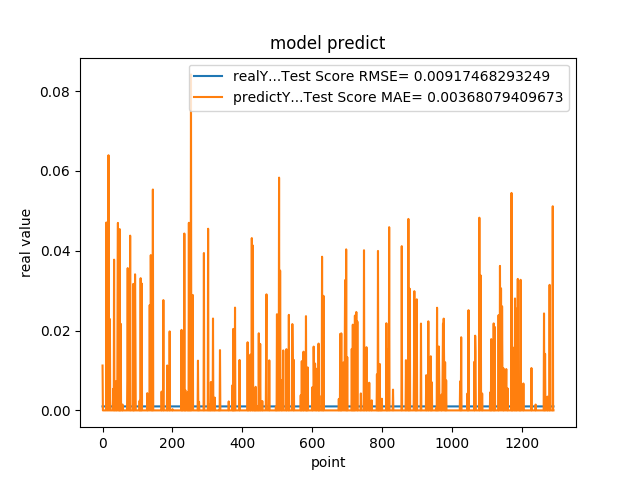 model predict
realY...Test Score RMSE= 0.00917468293249
predictY...Test Score MAE= 0.00368079409673
0.08
0.06
0.04
0.02
0.00
real value
0 200 400 600 800 1000 1200
point